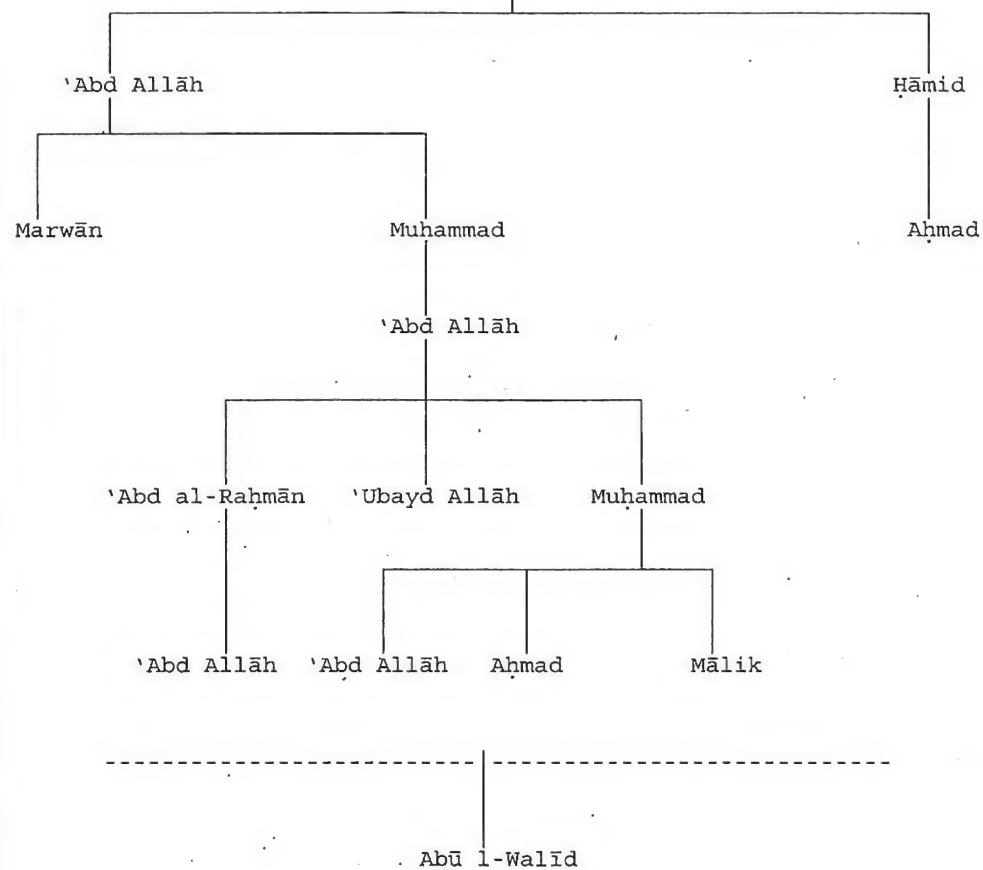 'Abd Allāh Ḥāmid
Marwān Muḥammad Aḥmad
'Abd Allāh
'Abd al-Raḥmān 'Ubayd Allāh Muḥammad
'Abd Allāh 'Abd Allāh Aḥmad Mālik
Abū l-Walīd